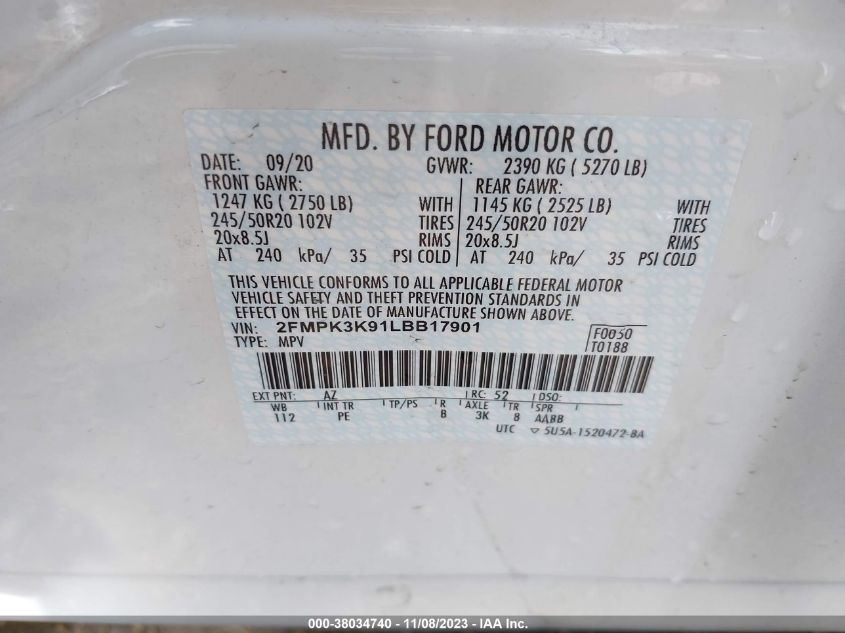 MFD. BY FORD MOTOR CO.
DATE: 09/20 GVWR: 2390 KG ( 5270 LB)
FRONT GAWR: REAR GAWR:
1247 KG ( 2750 LB) WITH 1145 KG ( 2525 LB) WITH
245/50R20 102V TIRES 245/50R20 102V TIRES
20x8.5J RIMS 20x8.5J RIMS
AT 240 kPa/ 35 PSI COLD AT 240 kPa/ 35 PSI COLD
THIS VEHICLE CONFORMS TO ALL APPLICABLE FEDERAL MOTOR
VEHICLE SAFETY AND THEFT PREVENTION STANDARDS IN
EFFECT ON THE DATE OF MANUFACTURE SHOWN ABOVE.
VIN: 2FMPK3K91LBB17901 F0050
TYPE: MPV T0188
EXT PNT: AZ RC: 52 DSO:
WB INT TR TP/PS R AXLE TR SPR
112 PE B 3K 8 AABB
UTC ▽ 5U5A-1520472-BA
000-38034740 - 11/08/2023 - IAA Inc.